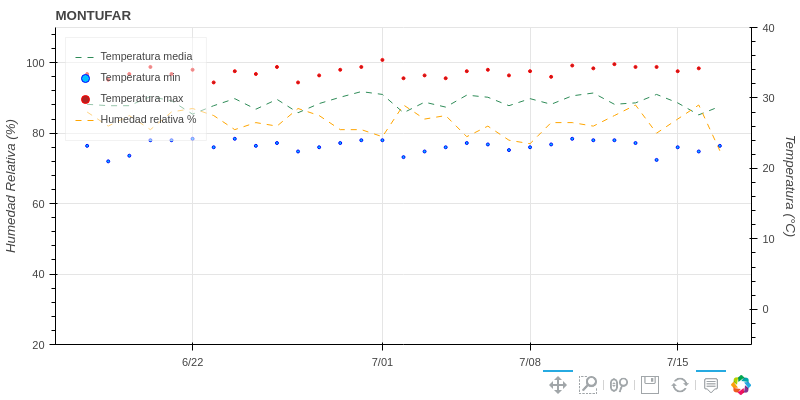 MONTUFAR
Temperatura media
Temperatura min
Temperatura max
Humedad relativa %
Humedad Relativa (%)
100
80
60
40
20
Temperatura (°C)
40
30
20
10
0
6/22
7/01
7/08
7/15